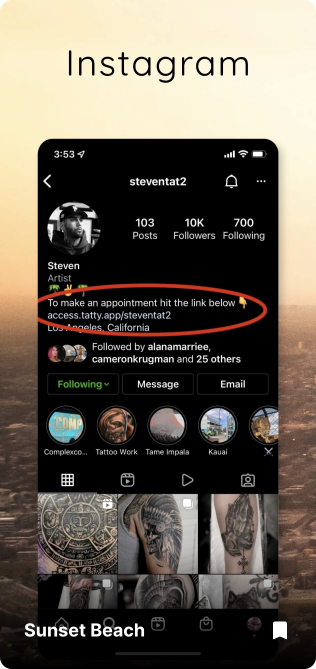 Instagram
3:53
steventat2
103 10K 700
Posts Followers Following
Steven
Artist
To make an appointment hit the link below 👇
access.tatty.app/steventat2
Los Angeles, California
Followed by alanamarriee,
cameronkrugman and 25 others
Following Message Email
Complexco... Tattoo Work Tame Impala Kauai
COMP
Sunset Beach